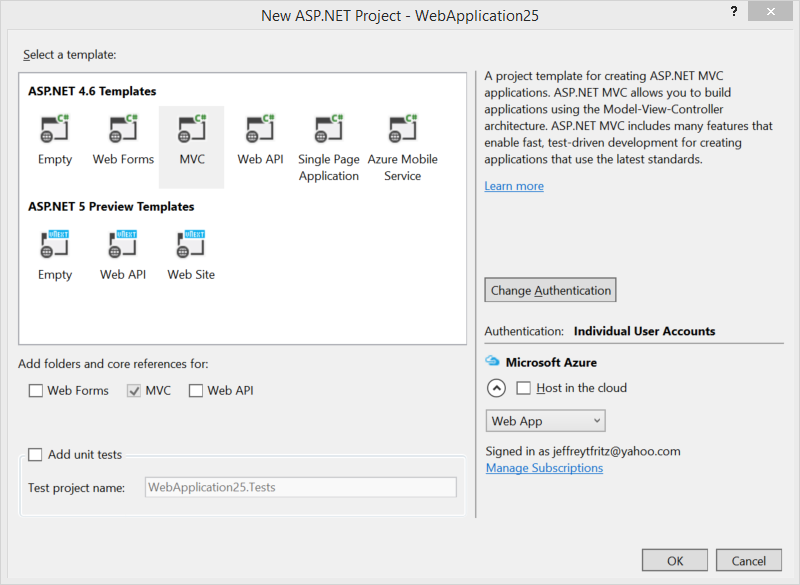 New ASP.NET Project - WebApplication25
?
Select a template:
ASP.NET 4.6 Templates
C# C# C# C# C# C#
Empty Web Forms MVC Web API Single Page Azure Mobile
Application Service
ASP.NET 5 Preview Templates
vNEXT vNEXT vNEXT
Empty Web API Web Site
Add folders and core references for:
Web Forms MVC Web API
Add unit tests
Test project name: WebApplication25.Tests
A project template for creating ASP.NET MVC
applications. ASP.NET MVC allows you to build
applications using the Model-View-Controller
architecture. ASP.NET MVC includes many features that
enable fast, test-driven development for creating
applications that use the latest standards.
Learn more
Change Authentication
Authentication: Individual User Accounts
Microsoft Azure
Host in the cloud
Web App
Signed in as jeffreytfritz@yahoo.com
Manage Subscriptions
OK Cancel